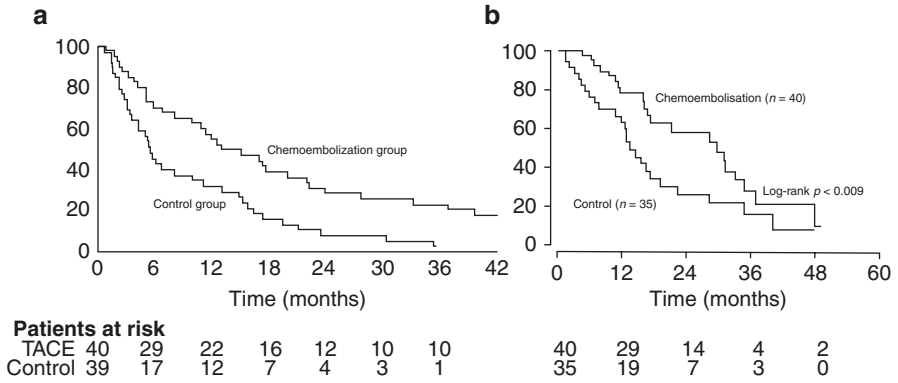 a
100
80
60
40
20
0
Chemoembolization group
Control group
0 6 12 18 24 30 36 42
Time (months)
b
100
80
60
40
20
0
Chemoembolisation (n = 40)
Log-rank p < 0.009
Control (n = 35)
0 12 24 36 48 60
Time (months)
Patients at risk
TACE 40 29 22 16 12 10 10 40 29 14 4 2
Control 39 17 12 7 4 3 1 35 19 7 3 0